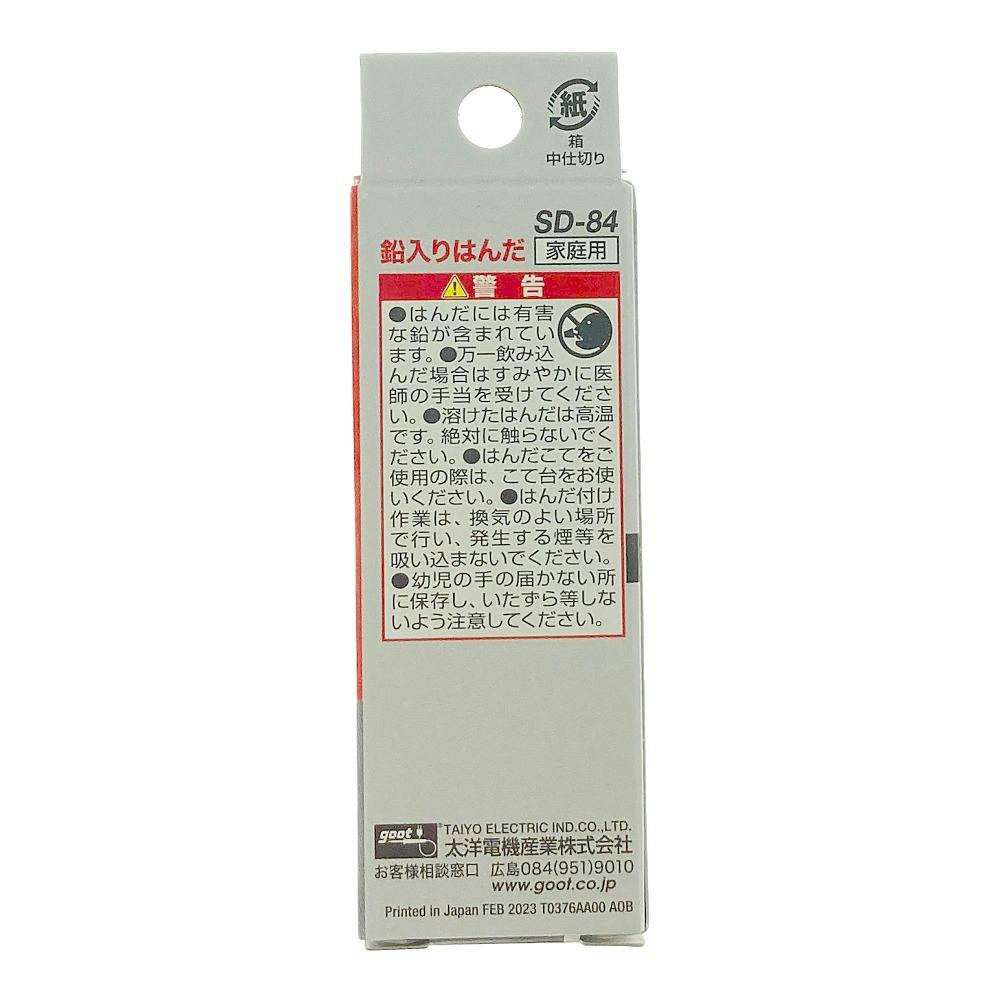 紙
箱
中仕切り
SD-84
鉛入りはんだ 家庭用
警告
●はんだには有害
な鉛が含まれてい
ます。●万一飲み込
んだ場合はすみやかに医
師の手当を受けてくださ
い。●溶けたはんだは高温
です。絶対に触らないでく
ださい。●はんだこてをご
使用の際は、こて台をお使
いください。●はんだ付け
作業は、換気のよい場所
で行い、発生する煙等を
吸い込まないでください。
●幼児の手の届かない所
に保存し、いたずら等しな
いよう注意してください。
goot® TAIYO ELECTRIC IND.CO.,LTD.
太洋電機産業株式会社
お客様相談窓口 広島084(951)9010
www.goot.co.jp
Printed in Japan FEB 2023 T0376AA00 A0B